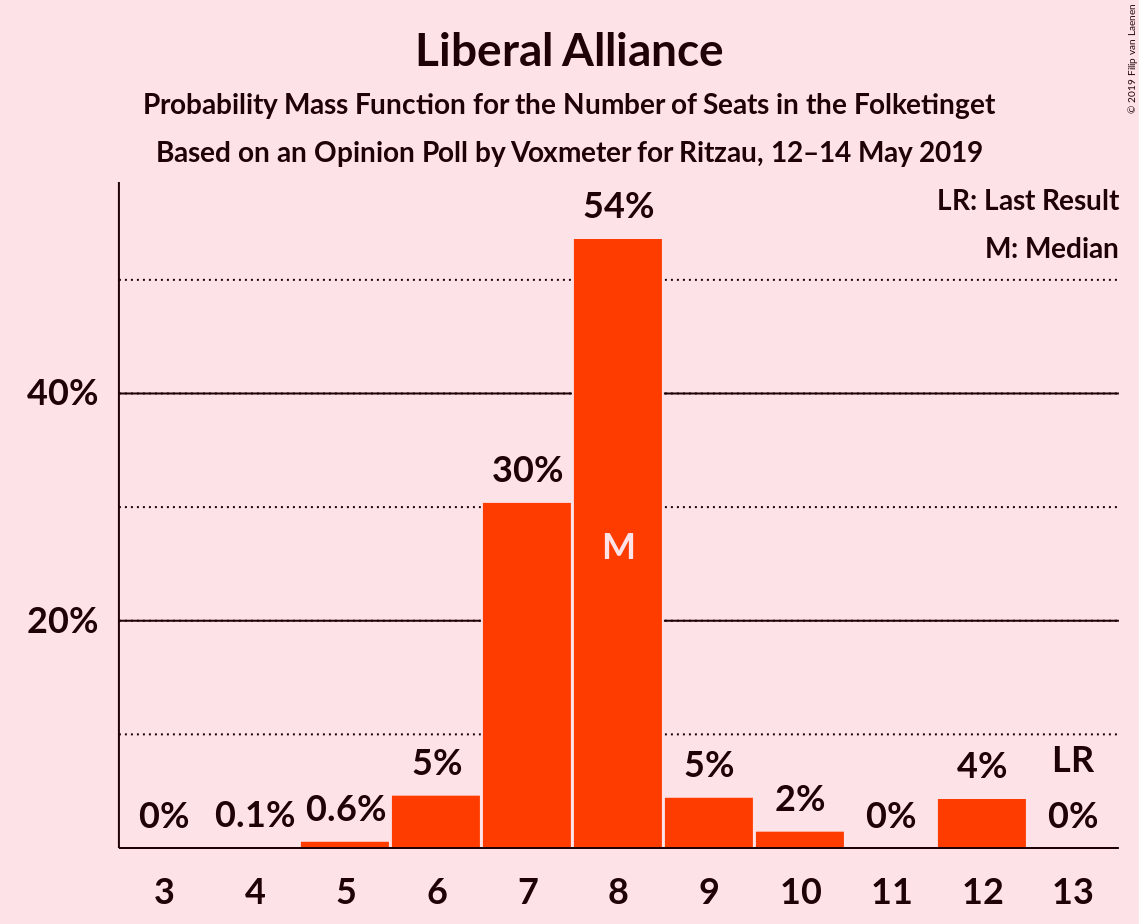 Liberal Alliance
Probability Mass Function for the Number of Seats in the Folketinget
Based on an Opinion Poll by Voxmeter for Ritzau, 12–14 May 2019
© 2019 Filip van Laenen
LR: Last Result
M: Median
40%
20%
0%
0.1%
0.6%
5%
30%
54%
M
5%
2%
0%
4%
LR
0%
3 4 5 6 7 8 9 10 11 12 13